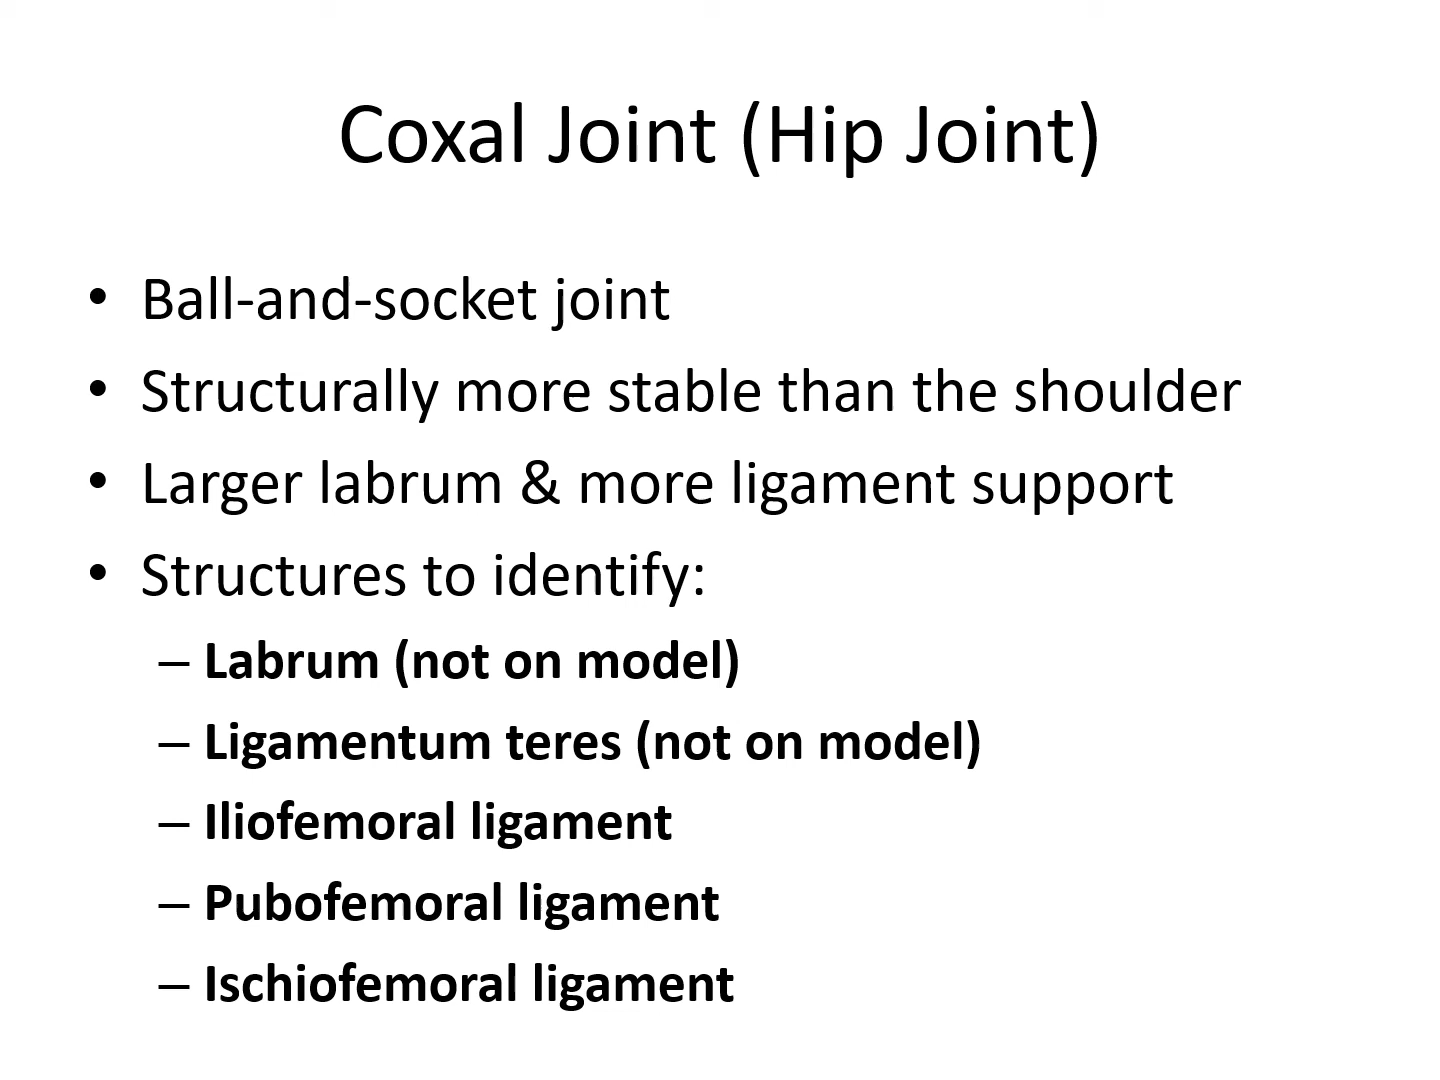 Coxal Joint (Hip Joint)
• Ball-and-socket joint
• Structurally more stable than the shoulder
• Larger labrum & more ligament support
• Structures to identify:
– Labrum (not on model)
– Ligamentum teres (not on model)
– Iliofemoral ligament
– Pubofemoral ligament
– Ischiofemoral ligament